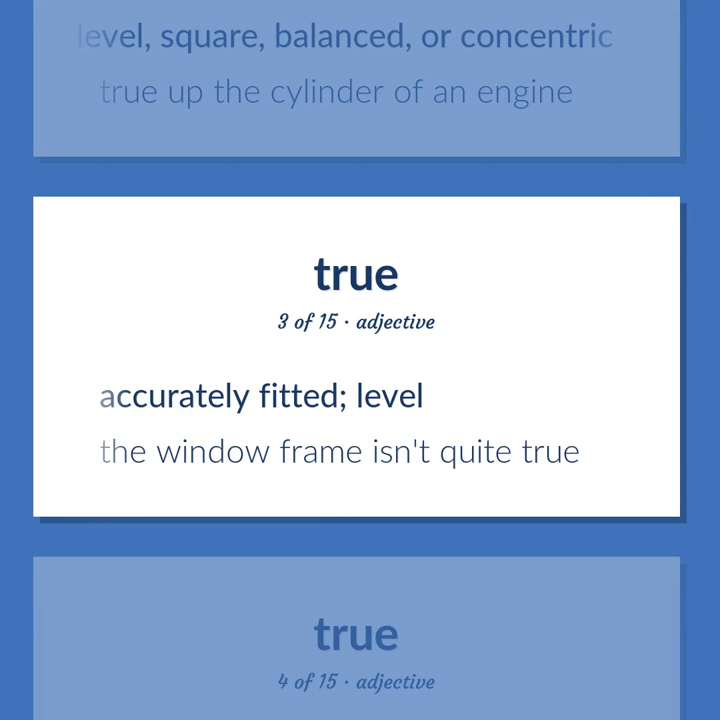 level, square, balanced, or concentric
true up the cylinder of an engine
true
3 of 15 · adjective
accurately fitted; level
the window frame isn't quite true
true
4 of 15 · adjective